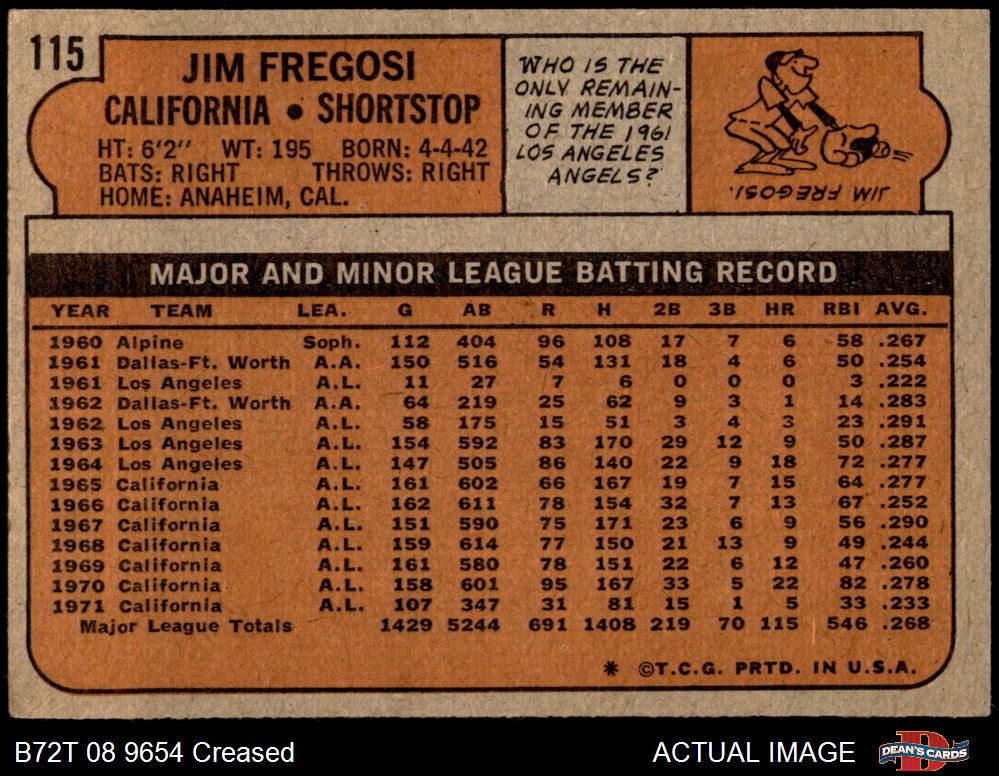 115
JIM FREGOSI
CALIFORNIA • SHORTSTOP
HT: 6'2" WT: 195 BORN: 4-4-42
BATS: RIGHT THROWS: RIGHT
HOME: ANAHEIM, CAL.
WHO IS THE
ONLY REMAIN-
ING MEMBER
OF THE 1961
LOS ANGELES
ANGELS?
JIM FREGOSI.
MAJOR AND MINOR LEAGUE BATTING RECORD
YEAR TEAM LEA. G AB R H 2B 3B HR RBI AVG.
1960 Alpine Soph. 112 404 96 108 17 7 6 58 .267
1961 Dallas-Ft. Worth A.A. 150 516 54 131 18 4 6 50 .254
1961 Los Angeles A.L. 11 27 7 6 0 0 0 3 .222
1962 Dallas-Ft. Worth A.A. 64 219 25 62 9 3 1 14 .283
1962 Los Angeles A.L. 58 175 15 51 3 4 3 23 .291
1963 Los Angeles A.L. 154 592 83 170 29 12 9 50 .287
1964 Los Angeles A.L. 147 505 86 140 22 9 18 72 .277
1965 California A.L. 161 602 66 167 19 7 15 64 .277
1966 California A.L. 162 611 78 154 32 7 13 67 .252
1967 California A.L. 151 590 75 171 23 6 9 56 .290
1968 California A.L. 159 614 77 150 21 13 9 49 .244
1969 California A.L. 161 580 78 151 22 6 12 47 .260
1970 California A.L. 158 601 95 167 33 5 22 82 .278
1971 California A.L. 107 347 31 81 15 1 5 33 .233
Major League Totals 1429 5244 691 1408 219 70 115 546 .268
* ©T.C.G. PRTD. IN U.S.A.
B72T 08 9654 Creased
ACTUAL IMAGE
D
DEAN'S CARDS